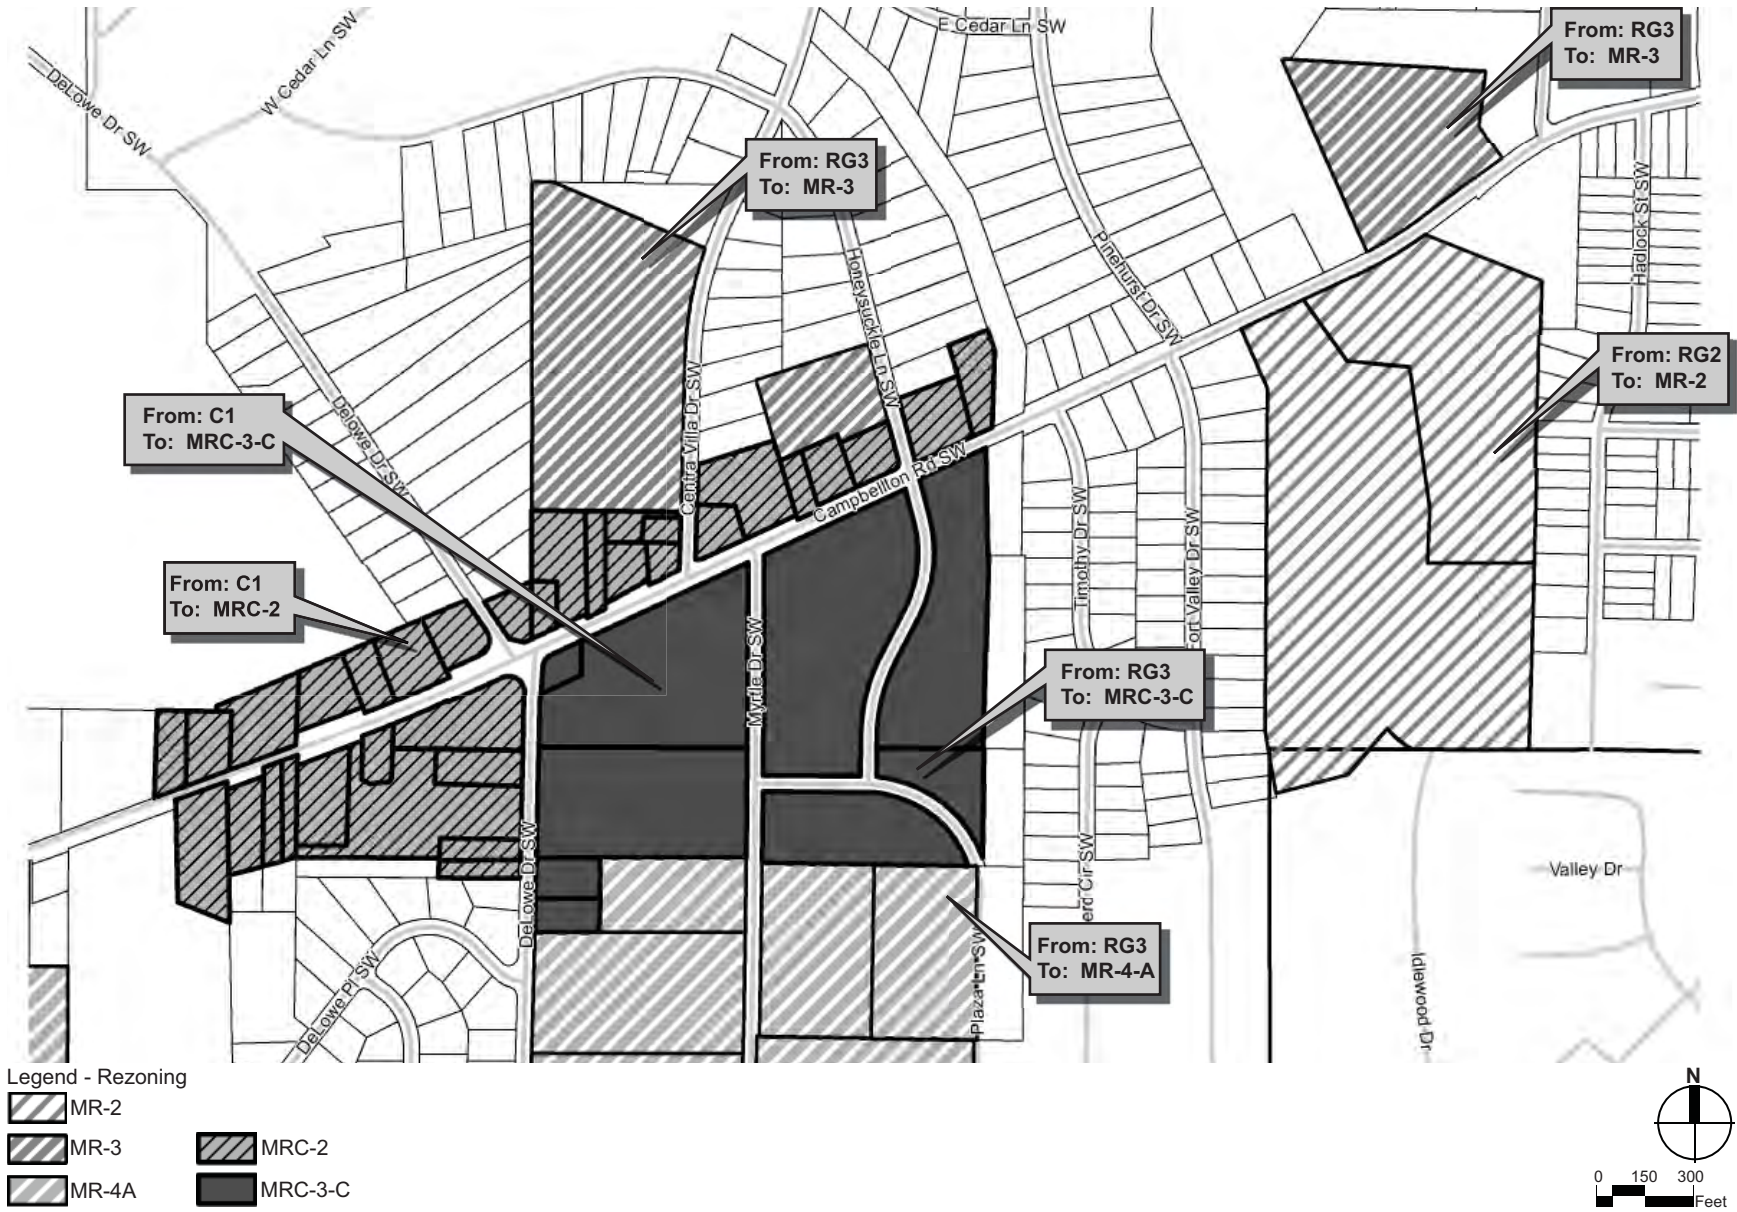 E Cedar Ln SW
W Cedar Ln SW
DeLowe Dr SW
From: RG3
To: MR-3
From: RG3
To: MR-3
Hadlock St SW
Pinehurst Dr SW
Honeysuckle Ln SW
From: RG2
To: MR-2
Centra Villa Dr SW
DeLowe Dr SW
From: C1
To: MRC-3-C
Campbellton Rd SW
Timothy Dr SW
Fort Valley Dr SW
From: C1
To: MRC-2
Myrtle Dr SW
From: RG3
To: MRC-3-C
DeLowe Dr SW
erd Cir SW
Valley Dr
From: RG3
To: MR-4-A
Plaza Ln SW
DeLowe Pl SW
Idlewood Dr
Legend - Rezoning
MR-2
MR-3
MRC-2
MR-4A
MRC-3-C
N
0 150 300
Feet